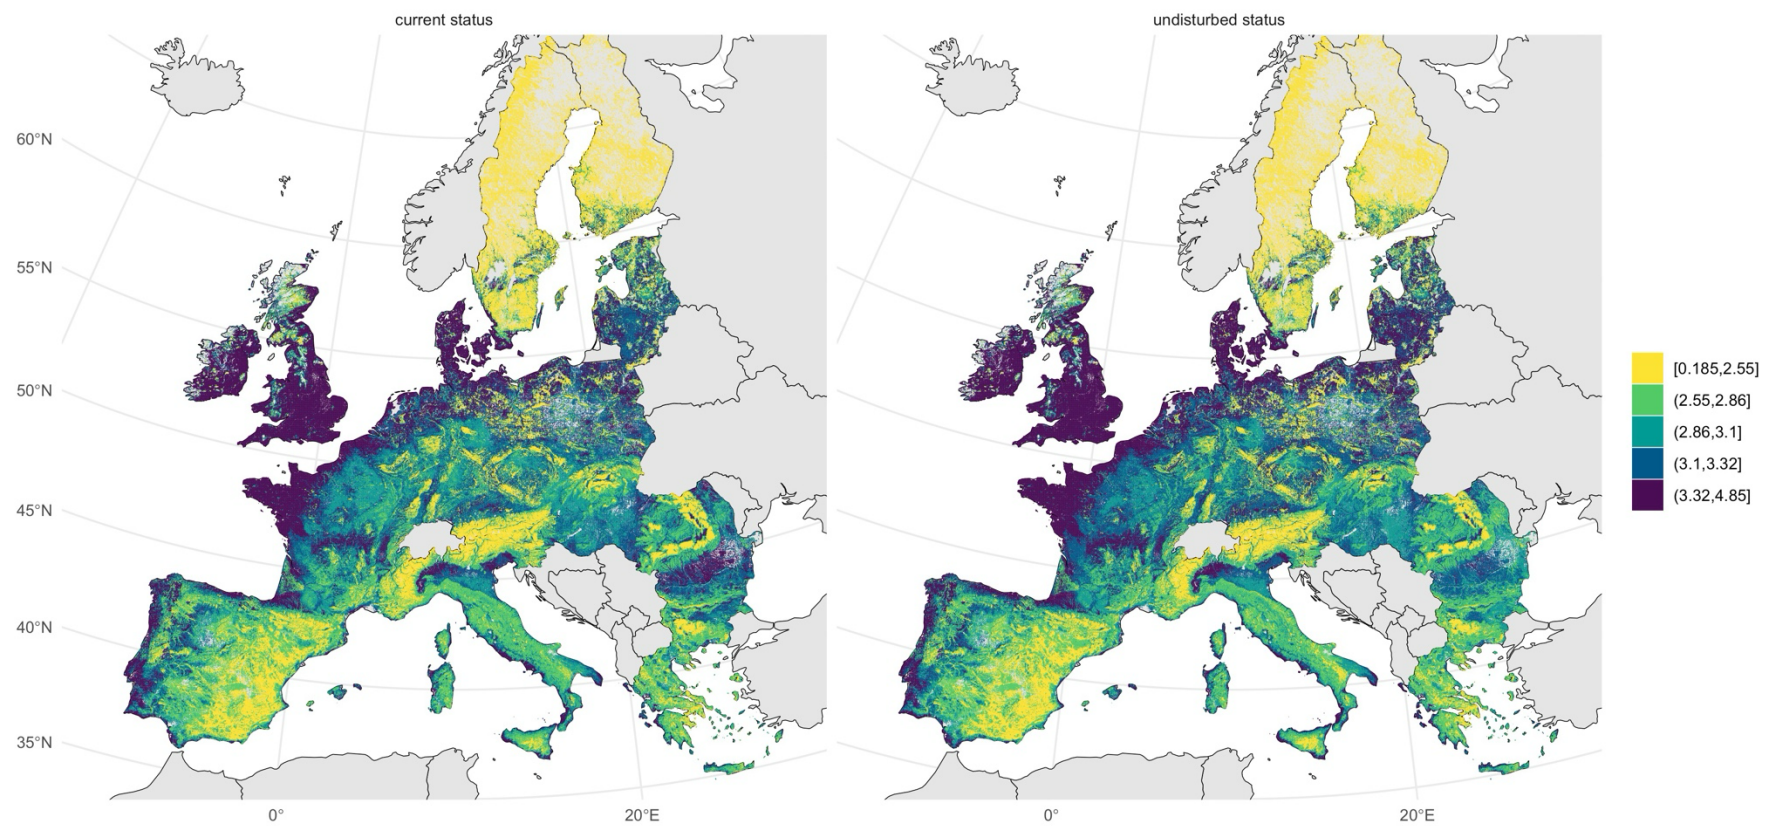 current status
undisturbed status
60°N
55°N
50°N
45°N
40°N
35°N
0°
20°E
0°
20°E
[0.185,2.55]
(2.55,2.86]
(2.86,3.1]
(3.1,3.32]
(3.32,4.85]